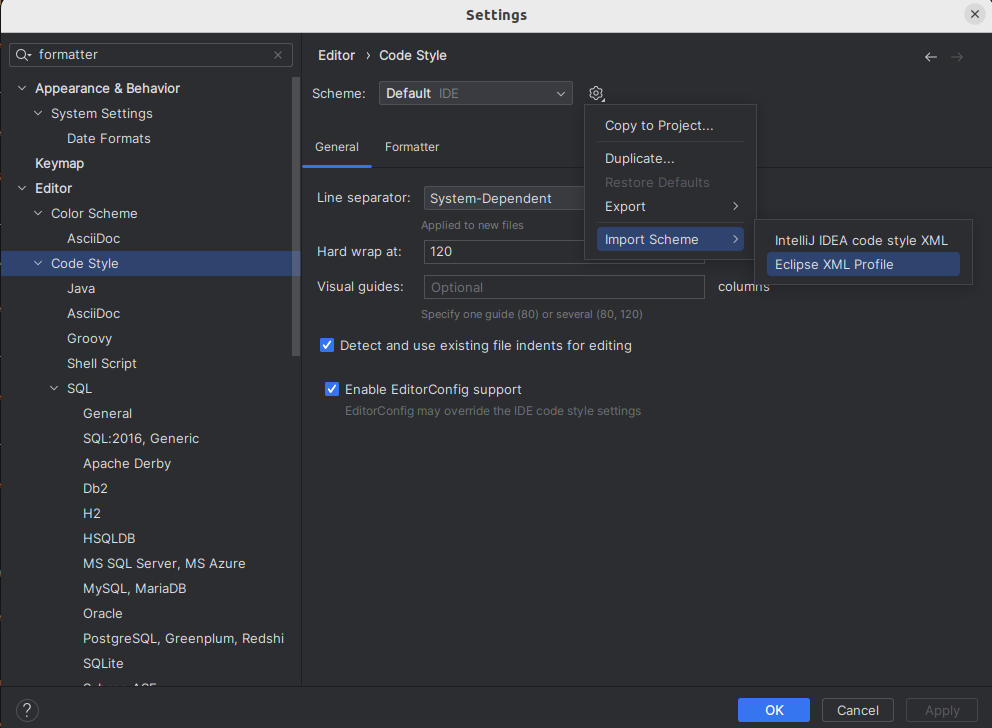 Settings
formatter
Appearance & Behavior
System Settings
Date Formats
Keymap
Editor
Color Scheme
AsciiDoc
Code Style
Java
AsciiDoc
Groovy
Shell Script
SQL
General
SQL:2016, Generic
Apache Derby
Db2
H2
HSQLDB
MS SQL Server, MS Azure
MySQL, MariaDB
Oracle
PostgreSQL, Greenplum, Redshi
SQLite
Editor › Code Style
Scheme: Default IDE
General Formatter
Line separator: System-Dependent
Applied to new files
Hard wrap at: 120
Visual guides: Optional columns
Specify one guide (80) or several (80, 120)
Detect and use existing file indents for editing
Enable EditorConfig support
EditorConfig may override the IDE code style settings
Copy to Project...
Duplicate...
Restore Defaults
Export
Import Scheme
IntelliJ IDEA code style XML
Eclipse XML Profile
?
OK
Cancel
Apply